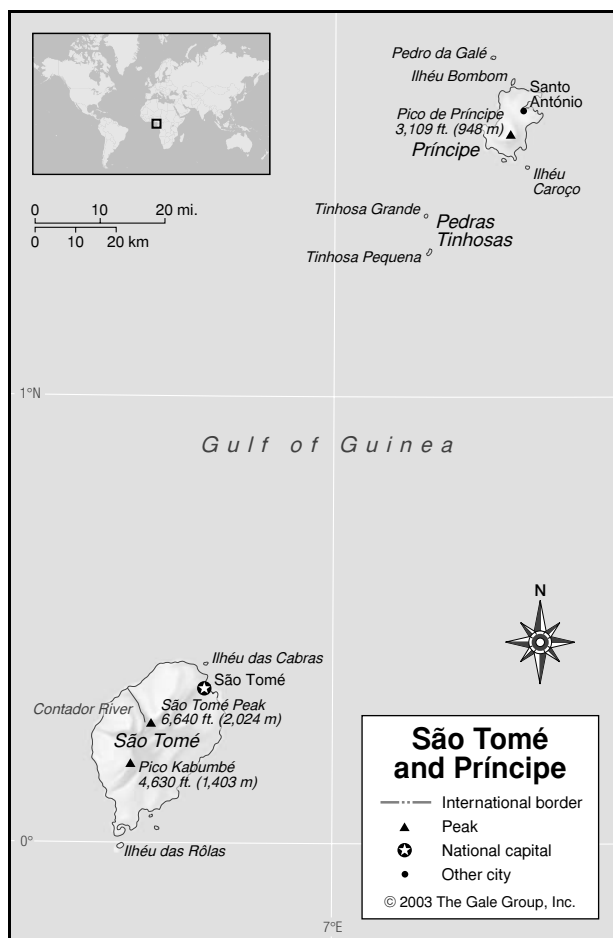 Pedro da Galé
Ilhéu Bombom
Santo
António
Pico de Príncipe
3,109 ft. (948 m)
Príncipe
Ilhéu
Caroço
0 10 20 mi.
0 10 20 km
Tinhosa Grande
Pedras
Tinhosas
Tinhosa Pequena
1°N
Gulf of Guinea
N
Ilhéu das Cabras
São Tomé
Contador River
São Tomé Peak
6,640 ft. (2,024 m)
São Tomé
Pico Kabumbé
4,630 ft. (1,403 m)
0°
Ilhéu das Rôlas
7°E
São Tomé
and Príncipe
International border
Peak
National capital
Other city
© 2003 The Gale Group, Inc.